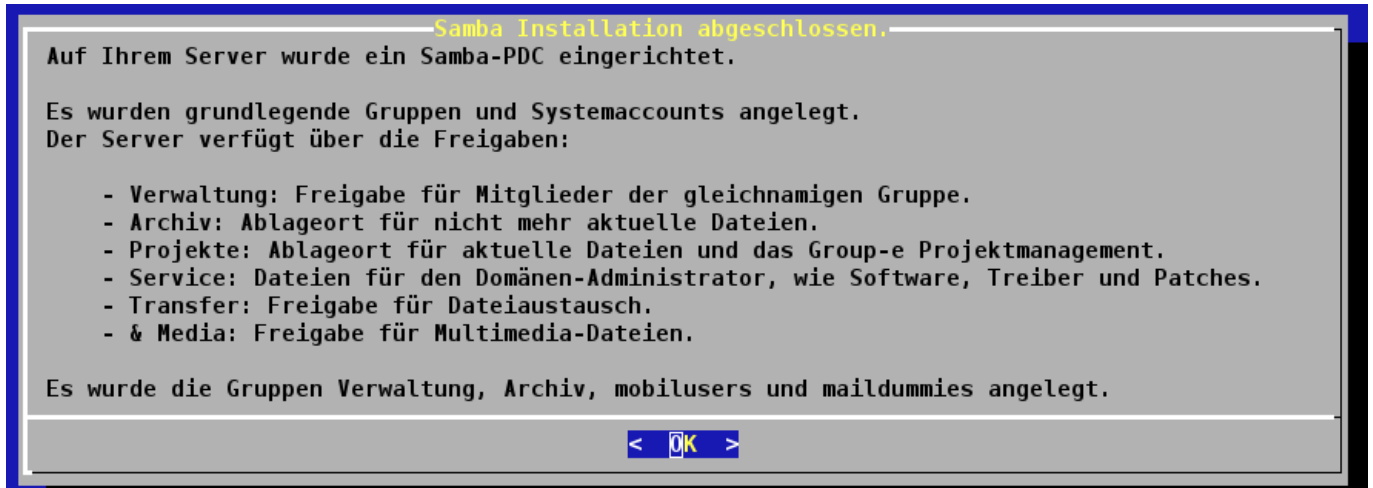 Samba Installation abgeschlossen.
Auf Ihrem Server wurde ein Samba-PDC eingerichtet.
Es wurden grundlegende Gruppen und Systemaccounts angelegt.
Der Server verfügt über die Freigaben:
- Verwaltung: Freigabe für Mitglieder der gleichnamigen Gruppe.
- Archiv: Ablageort für nicht mehr aktuelle Dateien.
- Projekte: Ablageort für aktuelle Dateien und das Group-e Projektmanagement.
- Service: Dateien für den Domänen-Administrator, wie Software, Treiber und Patches.
- Transfer: Freigabe für Dateiaustausch.
- & Media: Freigabe für Multimedia-Dateien.
Es wurde die Gruppen Verwaltung, Archiv, mobilusers und maildummies angelegt.
< OK >